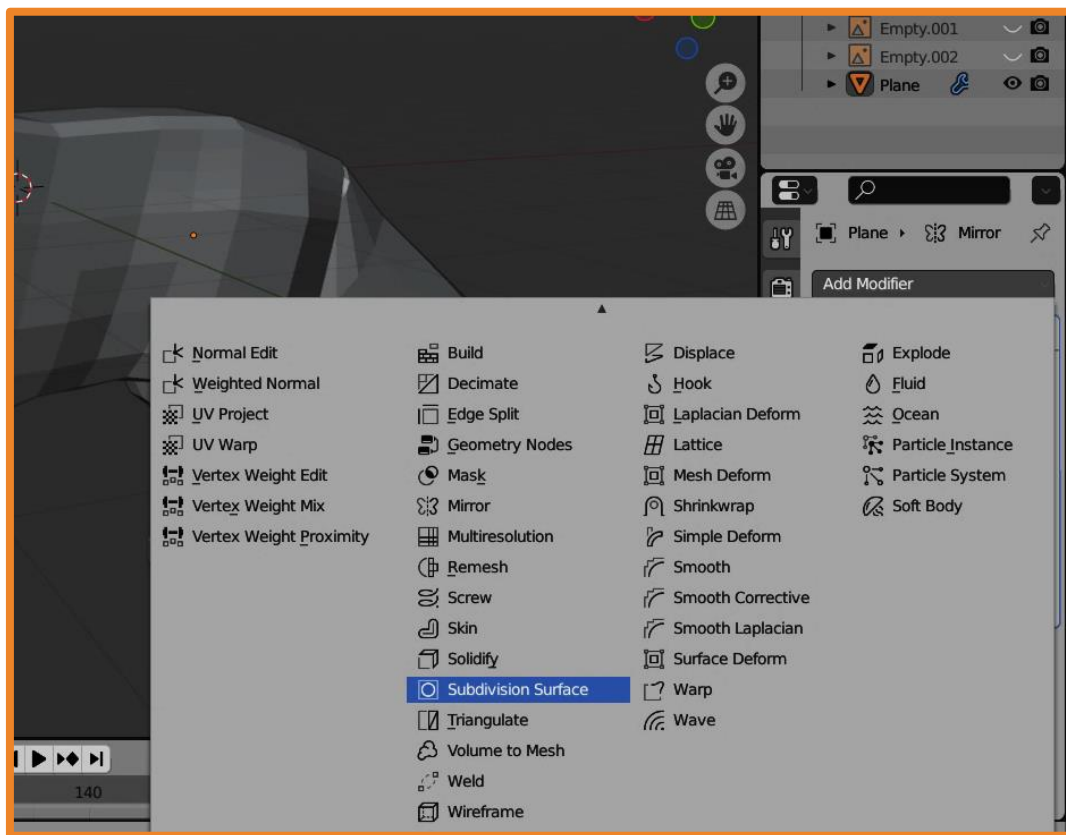 Empty.001
Empty.002
Plane
Plane
Mirror
Add Modifier
Normal Edit
Weighted Normal
UV Project
UV Warp
Vertex Weight Edit
Vertex Weight Mix
Vertex Weight Proximity
Build
Decimate
Edge Split
Geometry Nodes
Mask
Mirror
Multiresolution
Remesh
Screw
Skin
Solidify
Subdivision Surface
Triangulate
Volume to Mesh
Weld
Wireframe
Displace
Hook
Laplacian Deform
Lattice
Mesh Deform
Shrinkwrap
Simple Deform
Smooth
Smooth Corrective
Smooth Laplacian
Surface Deform
Warp
Wave
Explode
Fluid
Ocean
Particle Instance
Particle System
Soft Body
140